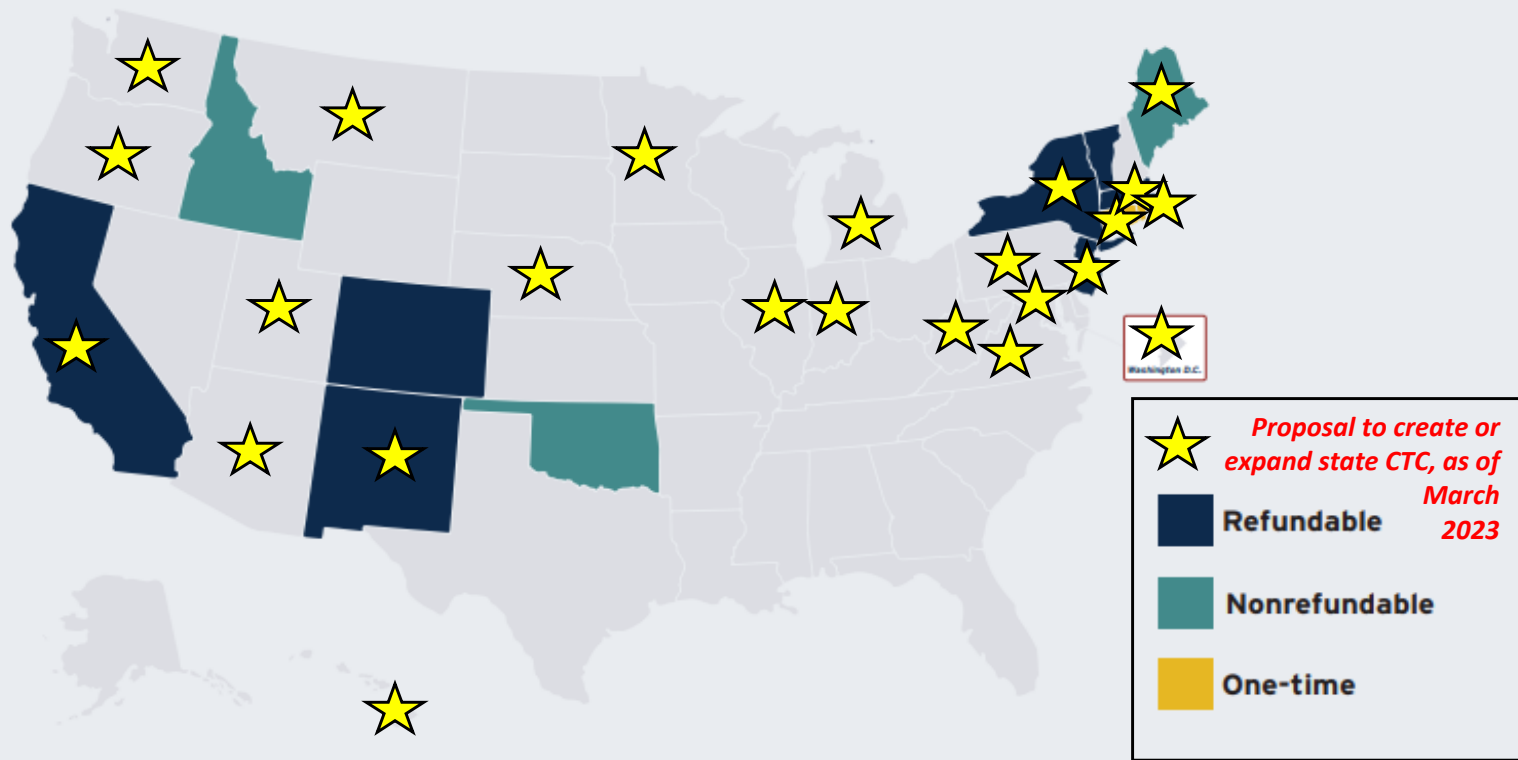 Washington D.C.
Proposal to create or
expand state CTC, as of
March
2023
Refundable
Nonrefundable
One-time